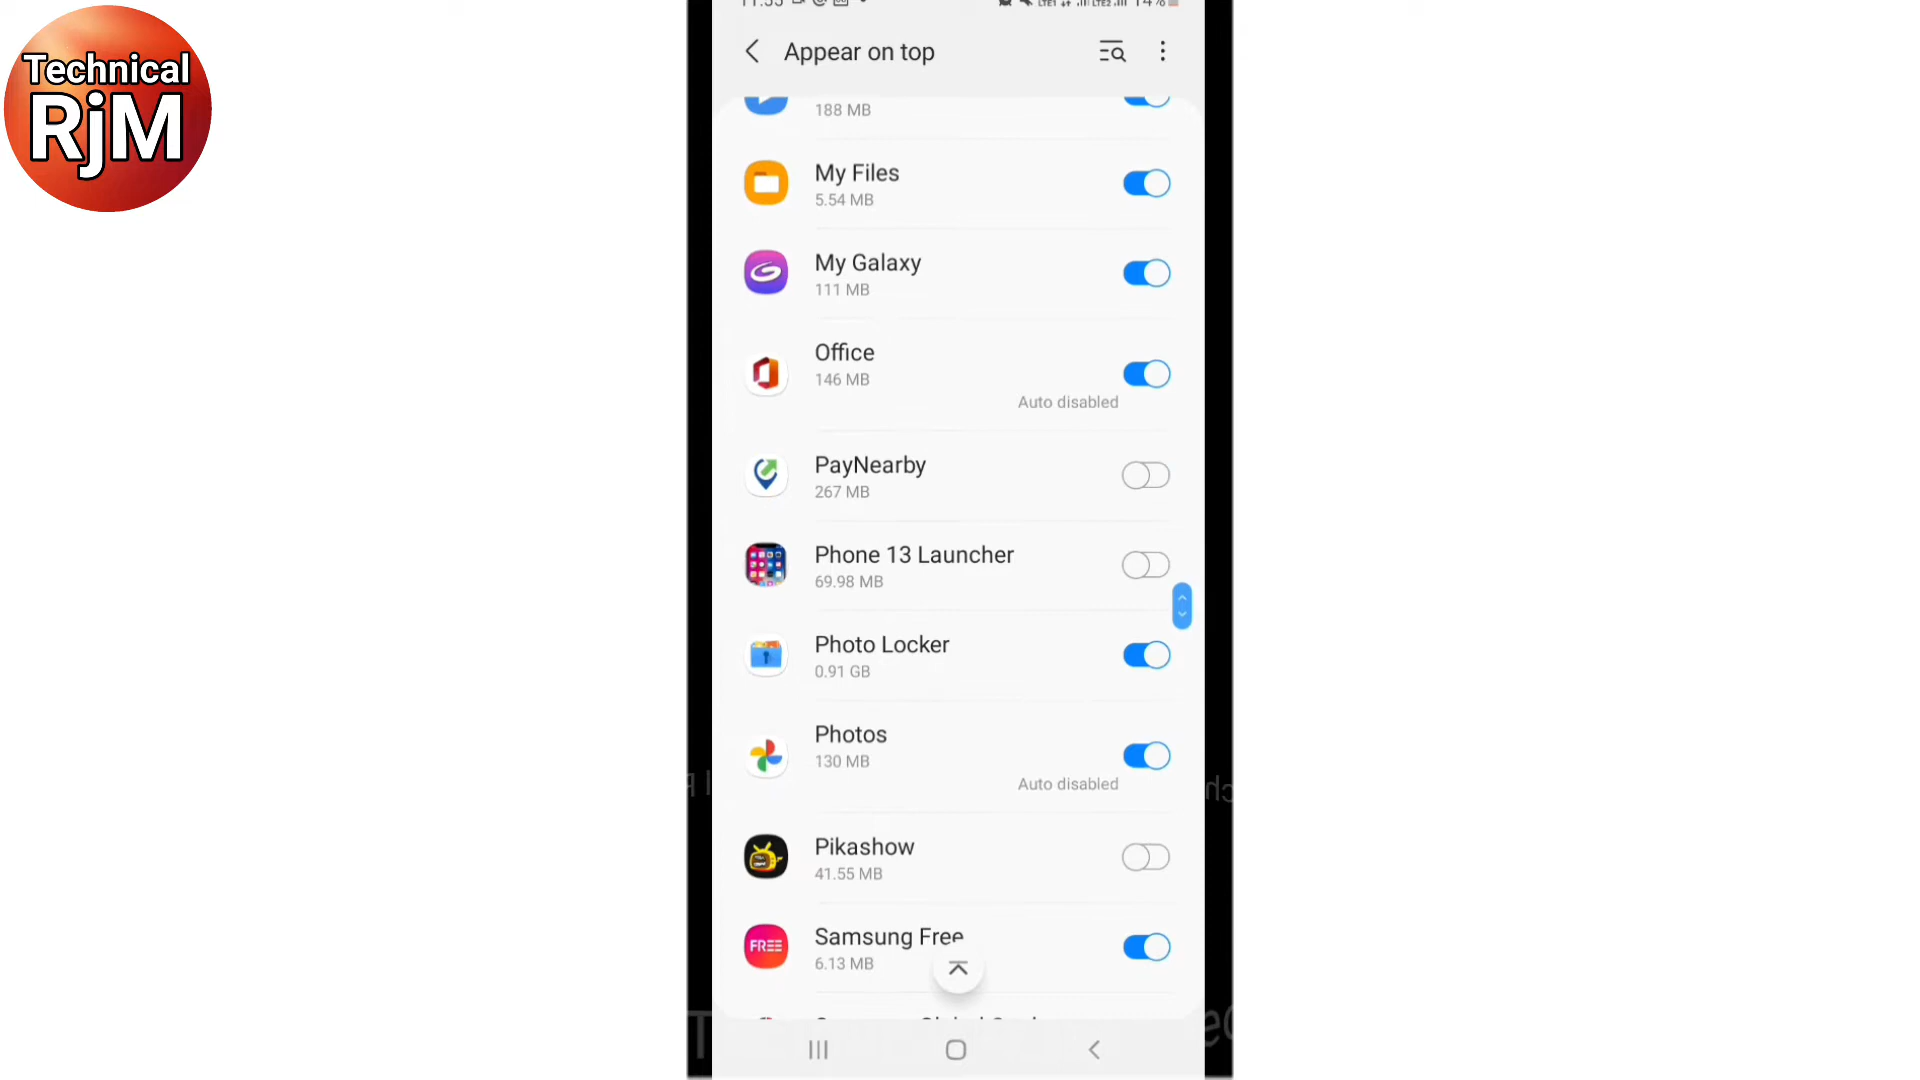 Technical
RjM
Appear on top
188 MB
My Files
5.54 MB
My Galaxy
111 MB
Office
146 MB
Auto disabled
PayNearby
267 MB
Phone 13 Launcher
69.98 MB
Photo Locker
0.91 GB
Photos
130 MB
Auto disabled
Pikashow
41.55 MB
FREE
Samsung Free
6.13 MB